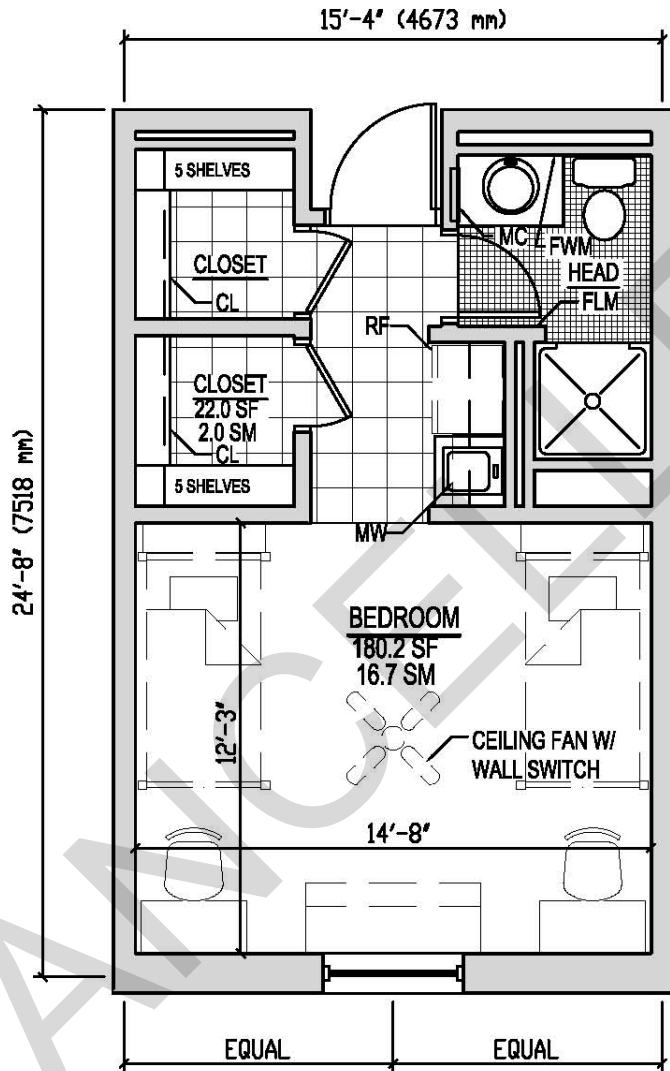 15'-4" (4673 mm)
5 SHELVES
CLOSET
CL
MC
FWM
HEAD
FLM
RF
CLOSET
22.0 SF
2.0 SM
CL
5 SHELVES
MW
24'-8" (7518 mm)
BEDROOM
180.2 SF
16.7 SM
12'-3"
CEILING FAN W/
WALL SWITCH
14'-8"
EQUAL
EQUAL
ANCELLE